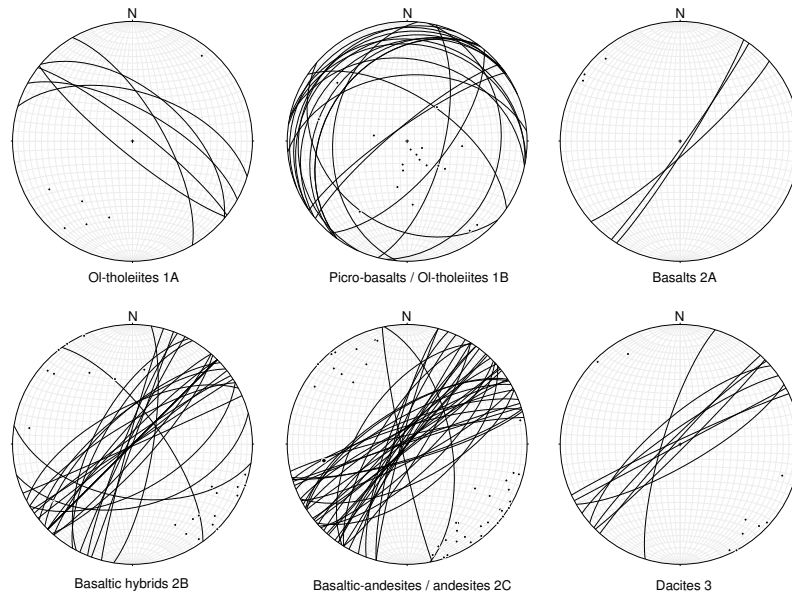 N
N
N
Ol-tholeiites 1A
Picro-basalts / Ol-tholeiites 1B
Basalts 2A
N
N
N
Basaltic hybrids 2B
Basaltic-andesites / andesites 2C
Dacites 3